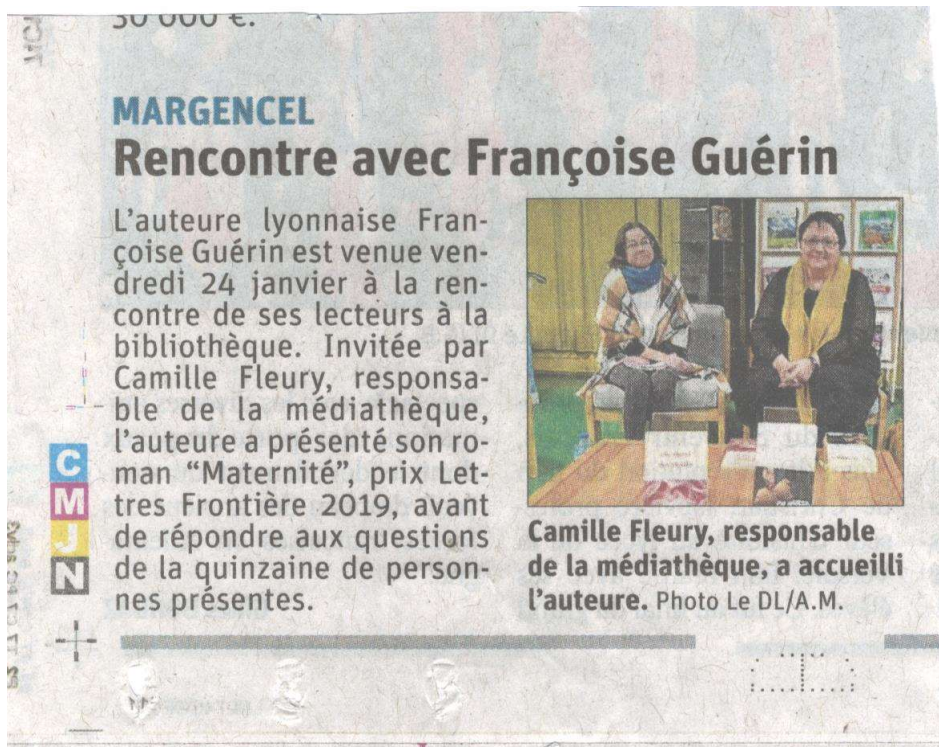 30 000 €.
MARGENCEL
Rencontre avec Françoise Guérin
L'auteure lyonnaise Fran-
çoise Guérin est venue ven-
dredi 24 janvier à la ren-
contre de ses lecteurs à la
bibliothèque. Invitée par
Camille Fleury, responsa-
ble de la médiathèque,
l'auteure a présenté son ro-
man “Maternité”, prix Let-
tres Frontière 2019, avant
de répondre aux questions
de la quinzaine de person-
nes présentes.
Camille Fleury, responsable
de la médiathèque, a accueilli
l'auteure. Photo Le DL/A.M.
C
M
J
N